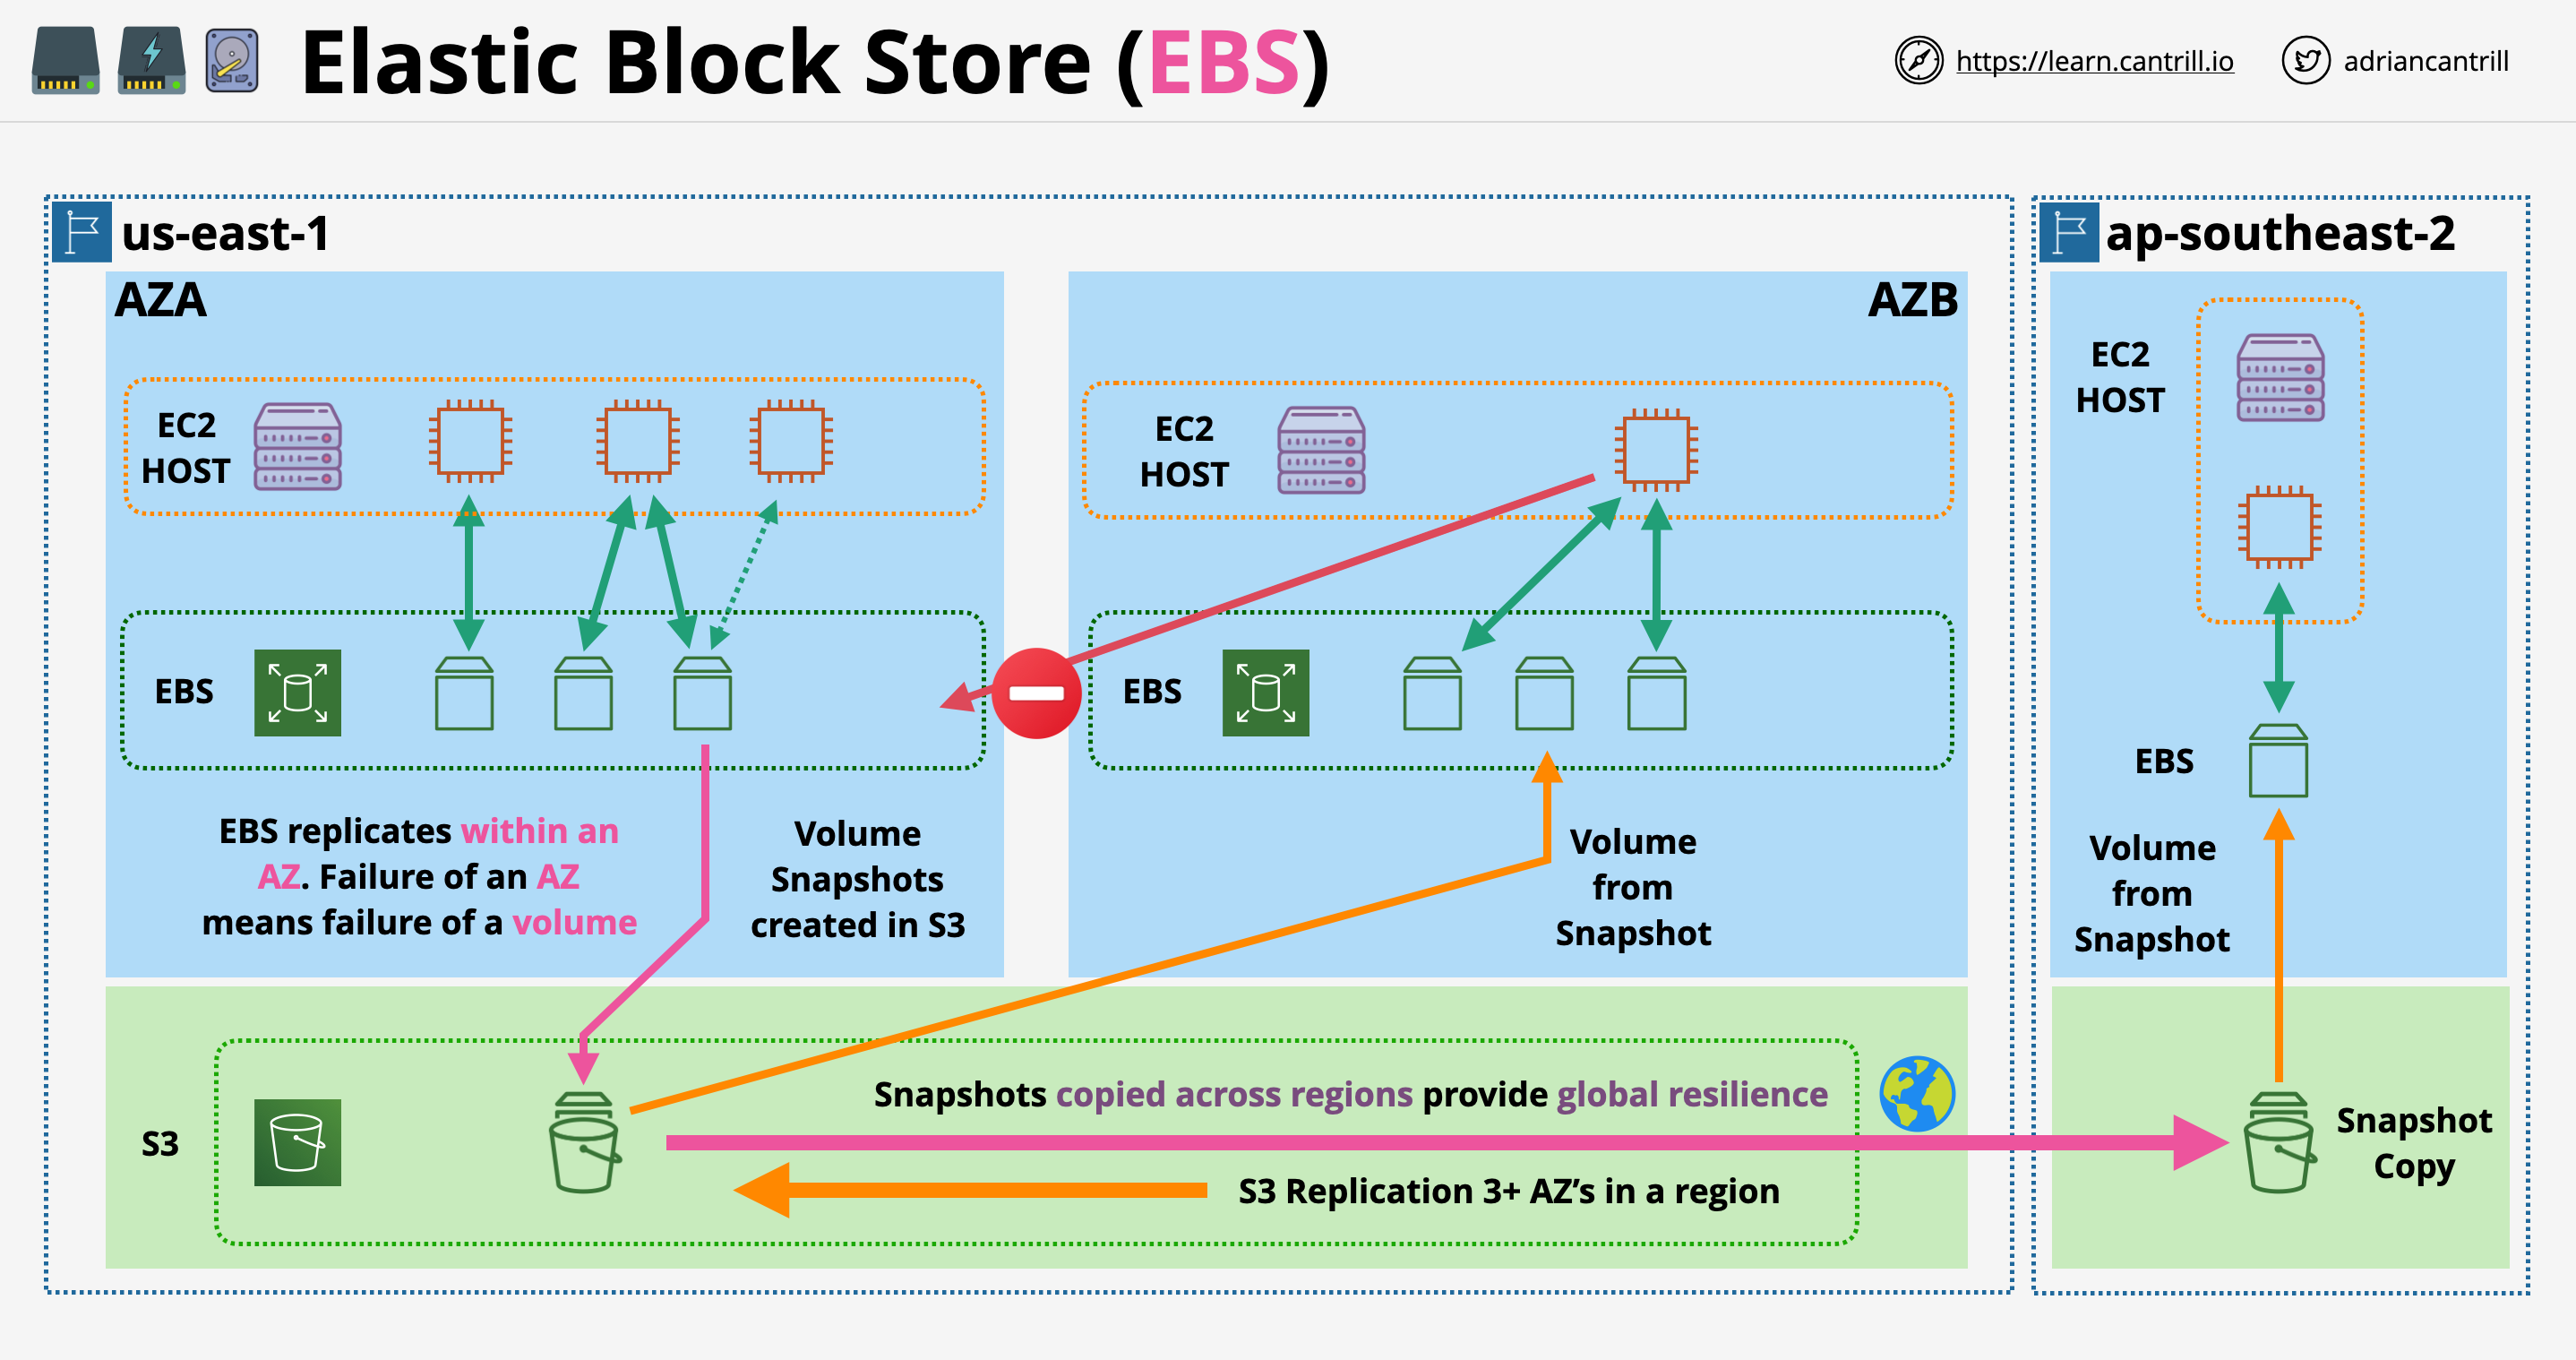 Elastic Block Store (EBS)
https://learn.cantrill.io
adriancantrill
us-east-1
AZA
EC2
HOST
EBS
EBS replicates within an
AZ. Failure of an AZ
means failure of a volume
Volume
Snapshots
created in S3
AZB
EC2
HOST
EBS
Volume
from
Snapshot
S3
Snapshots copied across regions provide global resilience
S3 Replication 3+ AZ’s in a region
ap-southeast-2
EC2
HOST
EBS
Volume
from
Snapshot
Snapshot
Copy